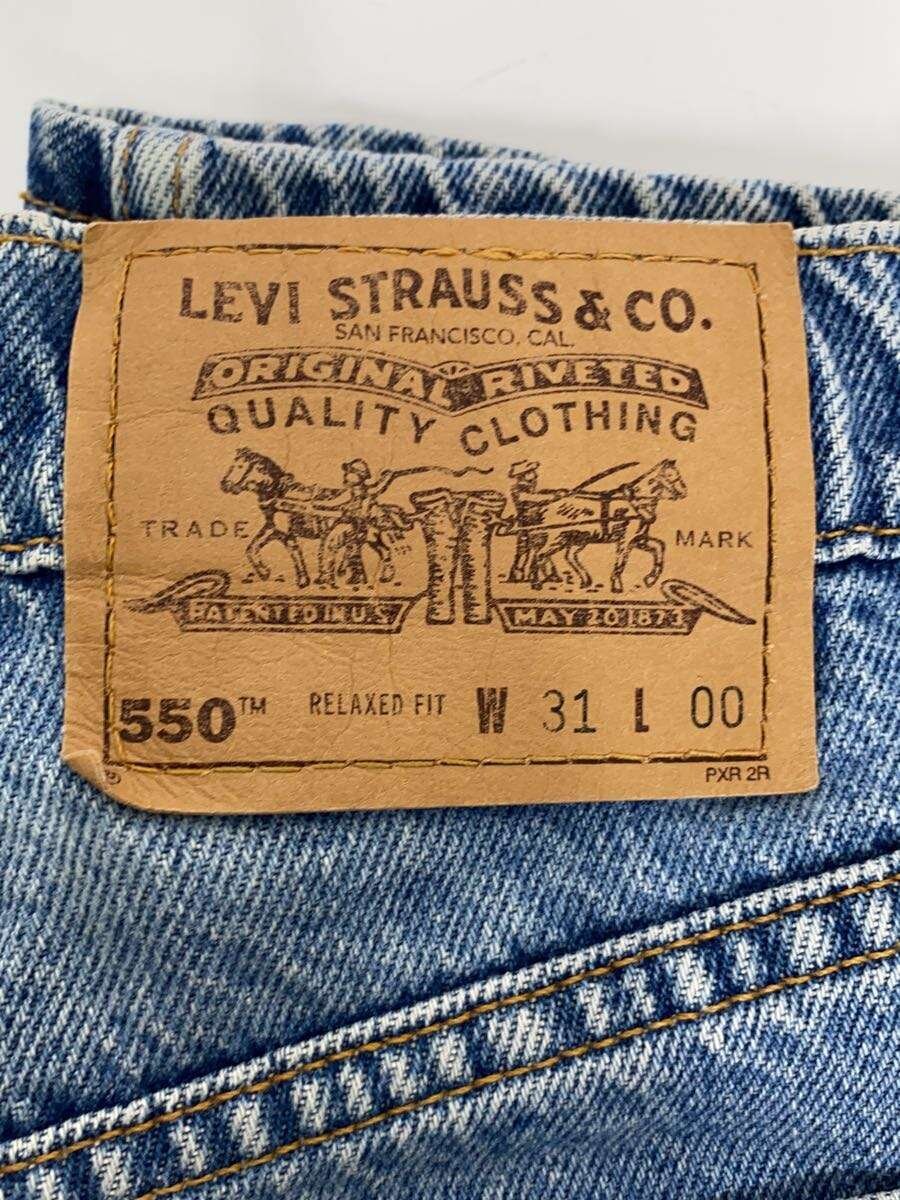 LEVI STRAUSS & CO.
SAN FRANCISCO, CAL.
ORIGINAL RIVETED
QUALITY CLOTHING
TRADE MARK
PATENTED IN U.S. MAY 20 1873
550™ RELAXED FIT W 31 L 00
® PXR 2R